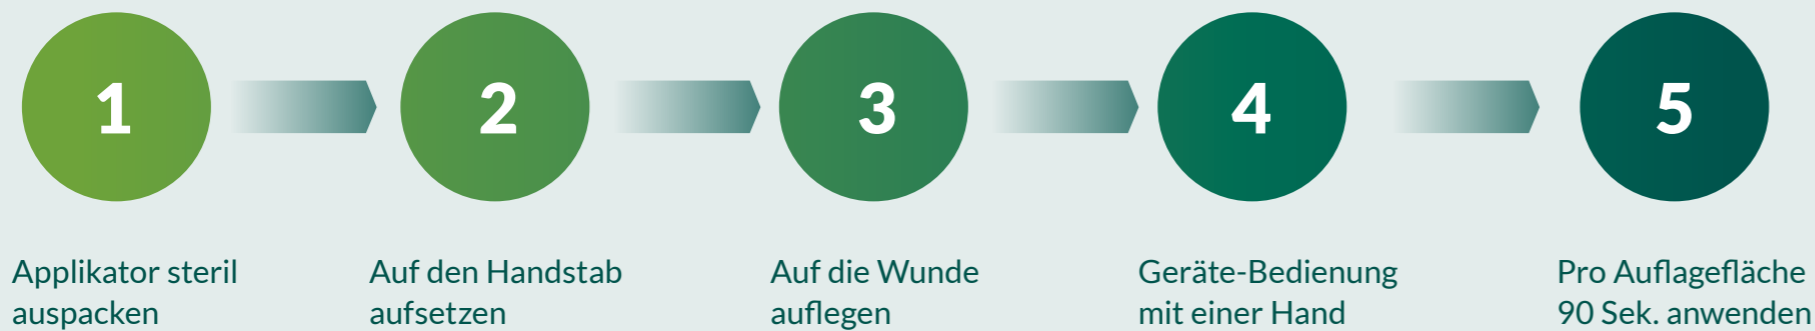 1
2
3
4
5
Applikator steril
auspacken
Auf den Handstab
aufsetzen
Auf die Wunde
auflegen
Geräte-Bedienung
mit einer Hand
Pro Auflagefläche
90 Sek. anwenden